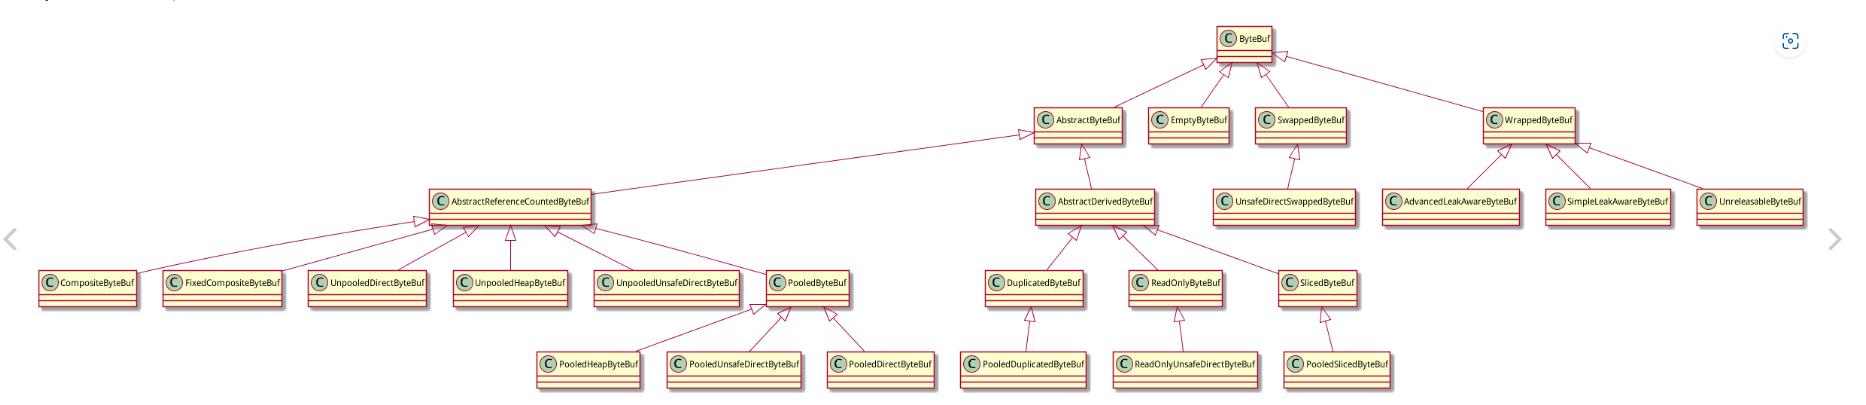 C ByteBuf
C AbstractByteBuf
C EmptyByteBuf
C SwappedByteBuf
C WrappedByteBuf
C AbstractReferenceCountedByteBuf
C AbstractDerivedByteBuf
C UnsafeDirectSwappedByteBuf
C AdvancedLeakAwareByteBuf
C SimpleLeakAwareByteBuf
C UnreleasableByteBuf
C CompositeByteBuf
C FixedCompositeByteBuf
C UnpooledDirectByteBuf
C UnpooledHeapByteBuf
C UnpooledUnsafeDirectByteBuf
C PooledByteBuf
C DuplicatedByteBuf
C ReadOnlyByteBuf
C SlicedByteBuf
C PooledHeapByteBuf
C PooledUnsafeDirectByteBuf
C PooledDirectByteBuf
C PooledDuplicatedByteBuf
C ReadOnlyUnsafeDirectByteBuf
C PooledSlicedByteBuf